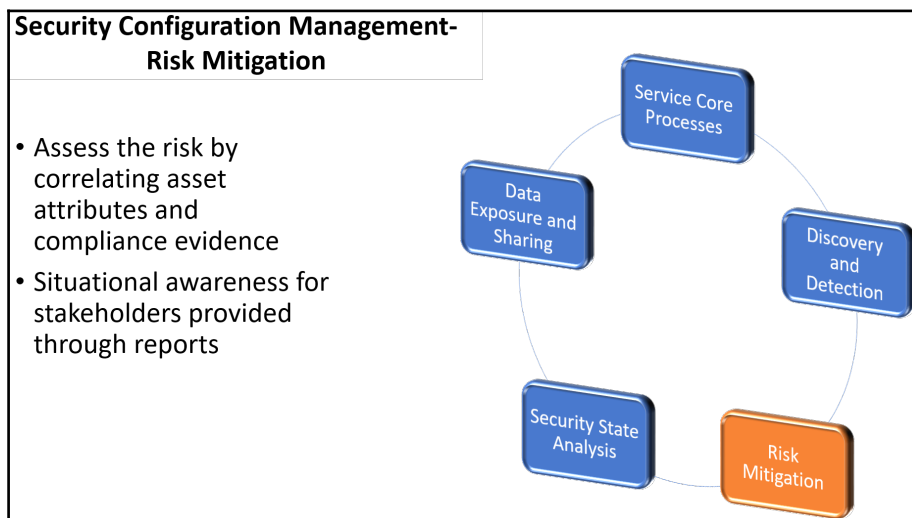 Security Configuration Management-
Risk Mitigation
• Assess the risk by
correlating asset
attributes and
compliance evidence
• Situational awareness for
stakeholders provided
through reports
Service Core
Processes
Data
Exposure and
Sharing
Discovery
and
Detection
Security State
Analysis
Risk
Mitigation